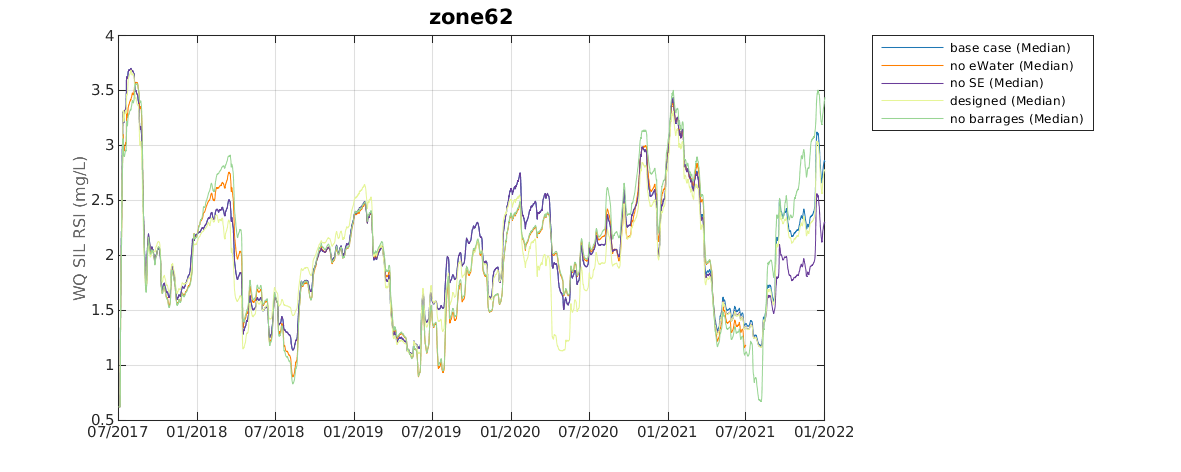 zone62
WQ SIL RSI (mg/L)
4
3.5
3
2.5
2
1.5
1
0.5
07/2017 01/2018 07/2018 01/2019 07/2019 01/2020 07/2020 01/2021 07/2021 01/2022
base case (Median)
no eWater (Median)
no SE (Median)
designed (Median)
no barrages (Median)